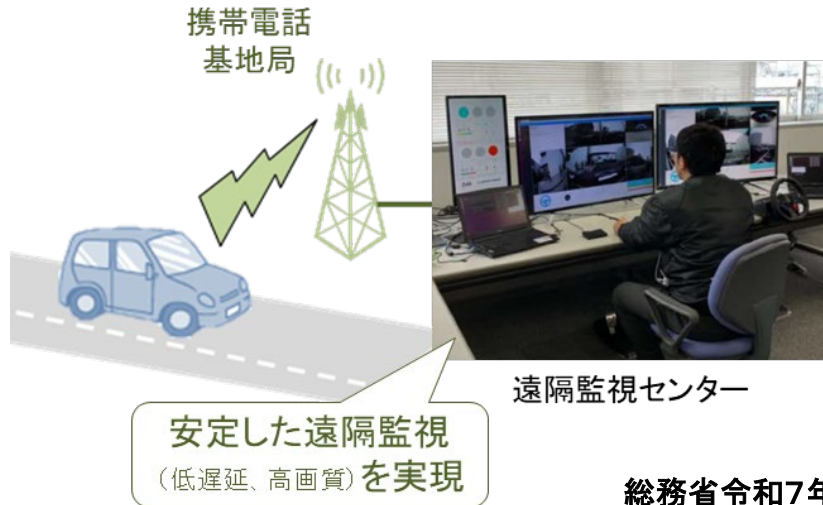 携帯電話
基地局
遠隔監視センター
安定した遠隔監視
(低遅延、高画質)を実現
総務省令和7年